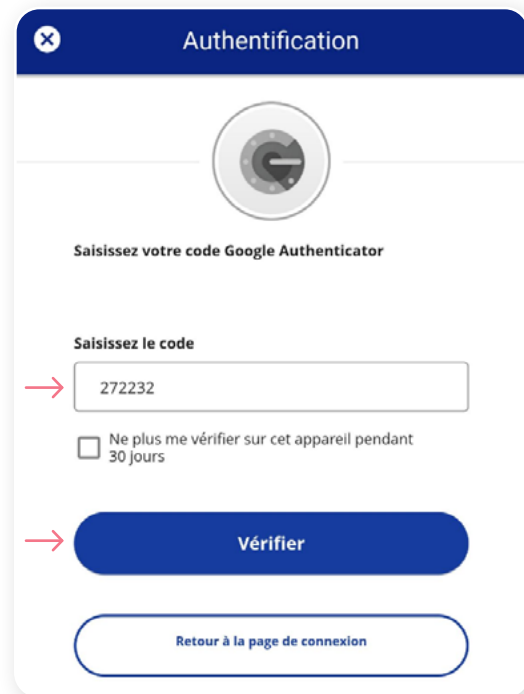 Authentification
Saisissez votre code Google Authenticator
Saisissez le code
272232
Ne plus me vérifier sur cet appareil pendant
30 jours
Vérifier
Retour à la page de connexion